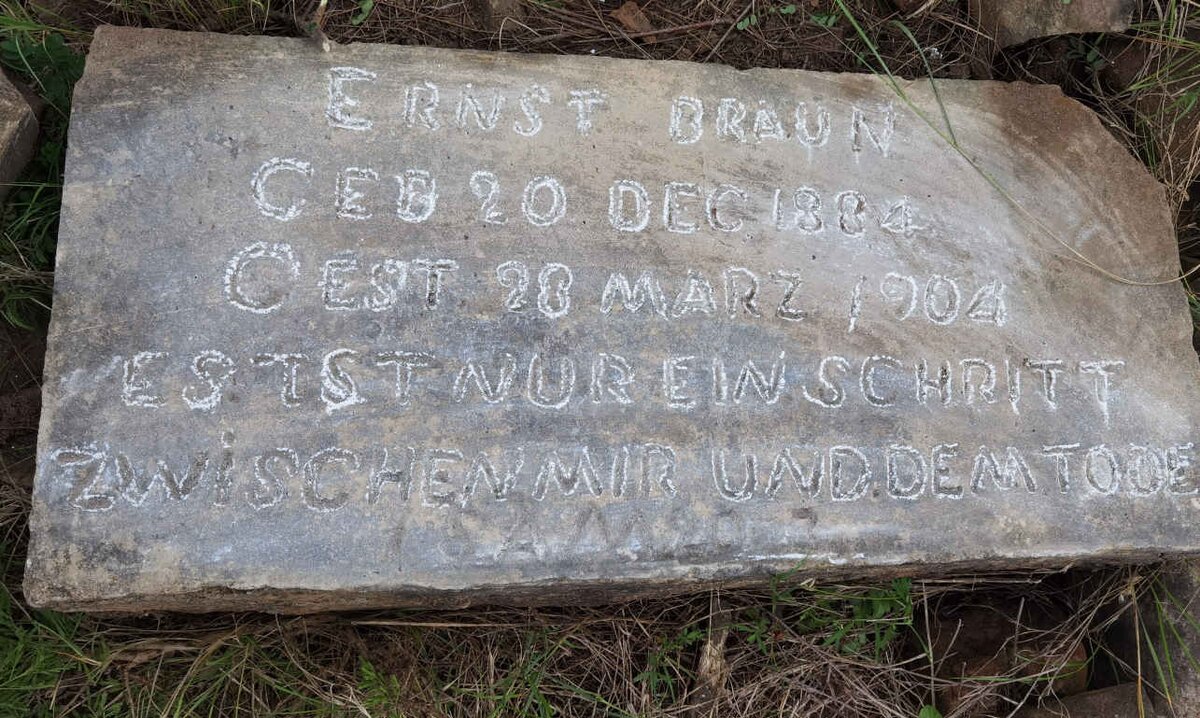 ERNST BRAUN
GEB 20 DEC 1884
GEST 28 MARZ 1904
ES IST NUR EIN SCHRITT
ZWISCHEN MIR UND DEM TODE